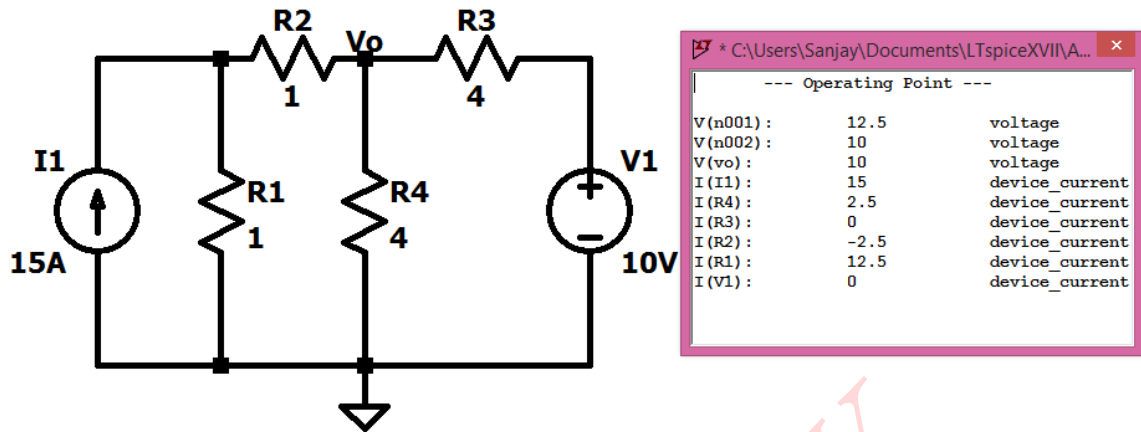 R2
Vo
R3
1
4
I1
R1
R4
V1
1
4
15A
10V
+
−
* C:\Users\Sanjay\Documents\LTspiceXVII\A...
--- Operating Point ---
V(n001): 12.5 voltage
V(n002): 10 voltage
V(vo): 10 voltage
I(I1): 15 device_current
I(R4): 2.5 device_current
I(R3): 0 device_current
I(R2): -2.5 device_current
I(R1): 12.5 device_current
I(V1): 0 device_current